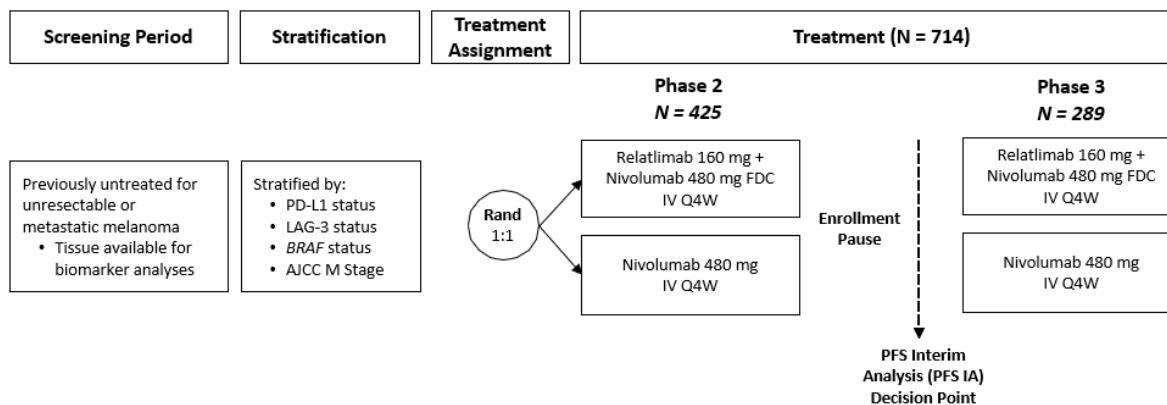 Screening Period
Stratification
Treatment
Assignment
Treatment (N = 714)
Phase 2
N = 425
Phase 3
N = 289
Previously untreated for
unresectable or
metastatic melanoma
• Tissue available for
biomarker analyses
Stratified by:
• PD-L1 status
• LAG-3 status
• BRAF status
• AJCC M Stage
Rand
1:1
Relatlimab 160 mg +
Nivolumab 480 mg FDC
IV Q4W
Nivolumab 480 mg
IV Q4W
Enrollment
Pause
PFS Interim
Analysis (PFS IA)
Decision Point
Relatlimab 160 mg +
Nivolumab 480 mg FDC
IV Q4W
Nivolumab 480 mg
IV Q4W